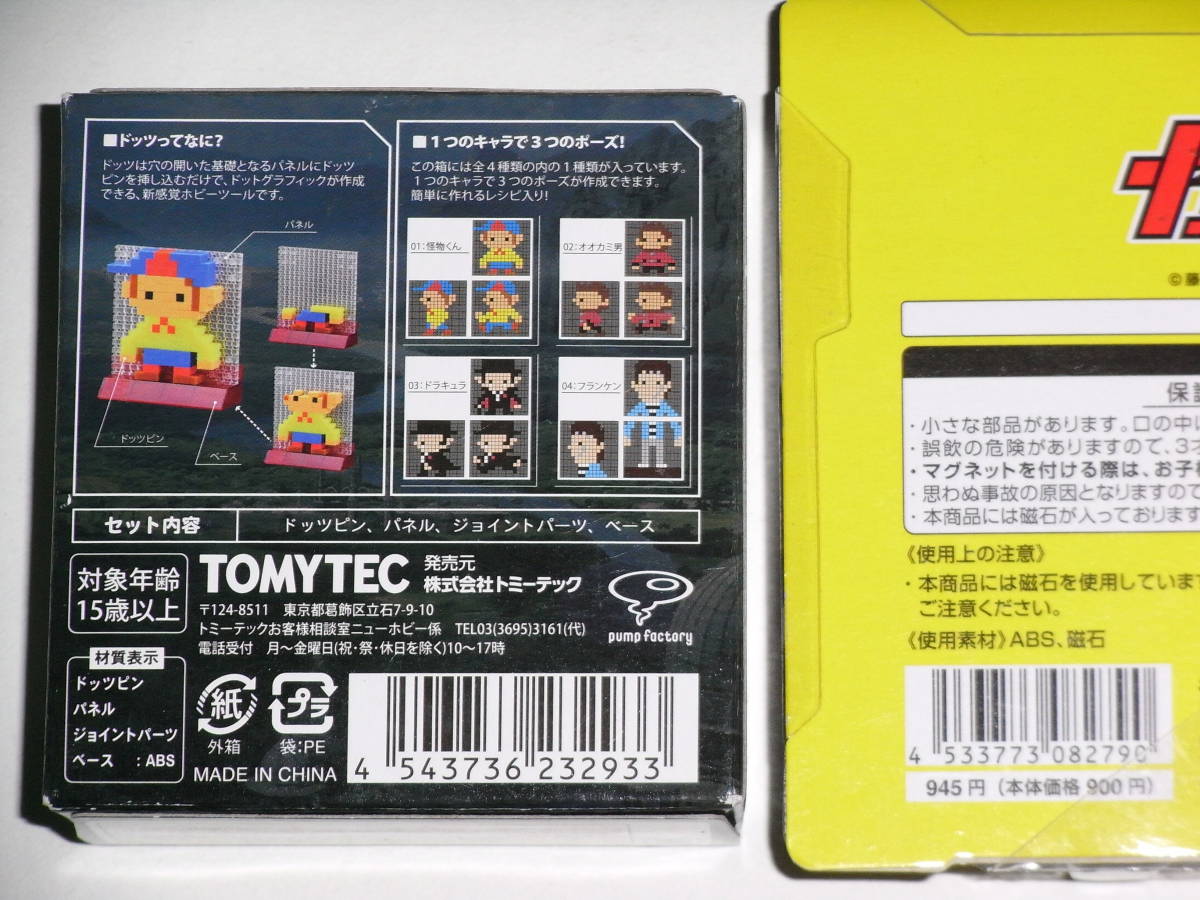 ■ドッツってなに?
ドッツは穴の開いた基礎となるパネルにドッツ
ピンを挿し込むだけで、ドットグラフィックが作成
できる、新感覚ホビーツールです。
パネル
ドッツピン
ベース
■1つのキャラで3つのポーズ!
この箱には全4種類の内の1種類が入っています。
1つのキャラで3つのポーズが作成できます。
簡単に作れるレシピ入り!
01:怪物くん
02:オオカミ男
03:ドラキュラ
04:フランケン
セット内容
ドッツピン、パネル、ジョイントパーツ、ベース
対象年齢
15歳以上
TOMYTEC
発売元
株式会社トミーテック
〒124-8511 東京都葛飾区立石7-9-10
トミーテックお客様相談室ニューホビー係 TEL03(3695)3161(代)
電話受付 月〜金曜日(祝・祭・休日を除く)10〜17時
pump factory
材質表示
ドッツピン
パネル
ジョイントパーツ
ベース :ABS
紙
外箱
プラ
袋:PE
MADE IN CHINA
4 543736 232933
©藤
保
・小さな部品があります。口の中に
・誤飲の危険がありますので、3
・マグネットを付ける際は、お子
・思わぬ事故の原因となりますので
・本商品には磁石が入っております
《使用上の注意》
・本商品には磁石を使用していま
ご注意ください。
《使用素材》ABS、磁石
4 533773 082790
945円(本体価格 900円)